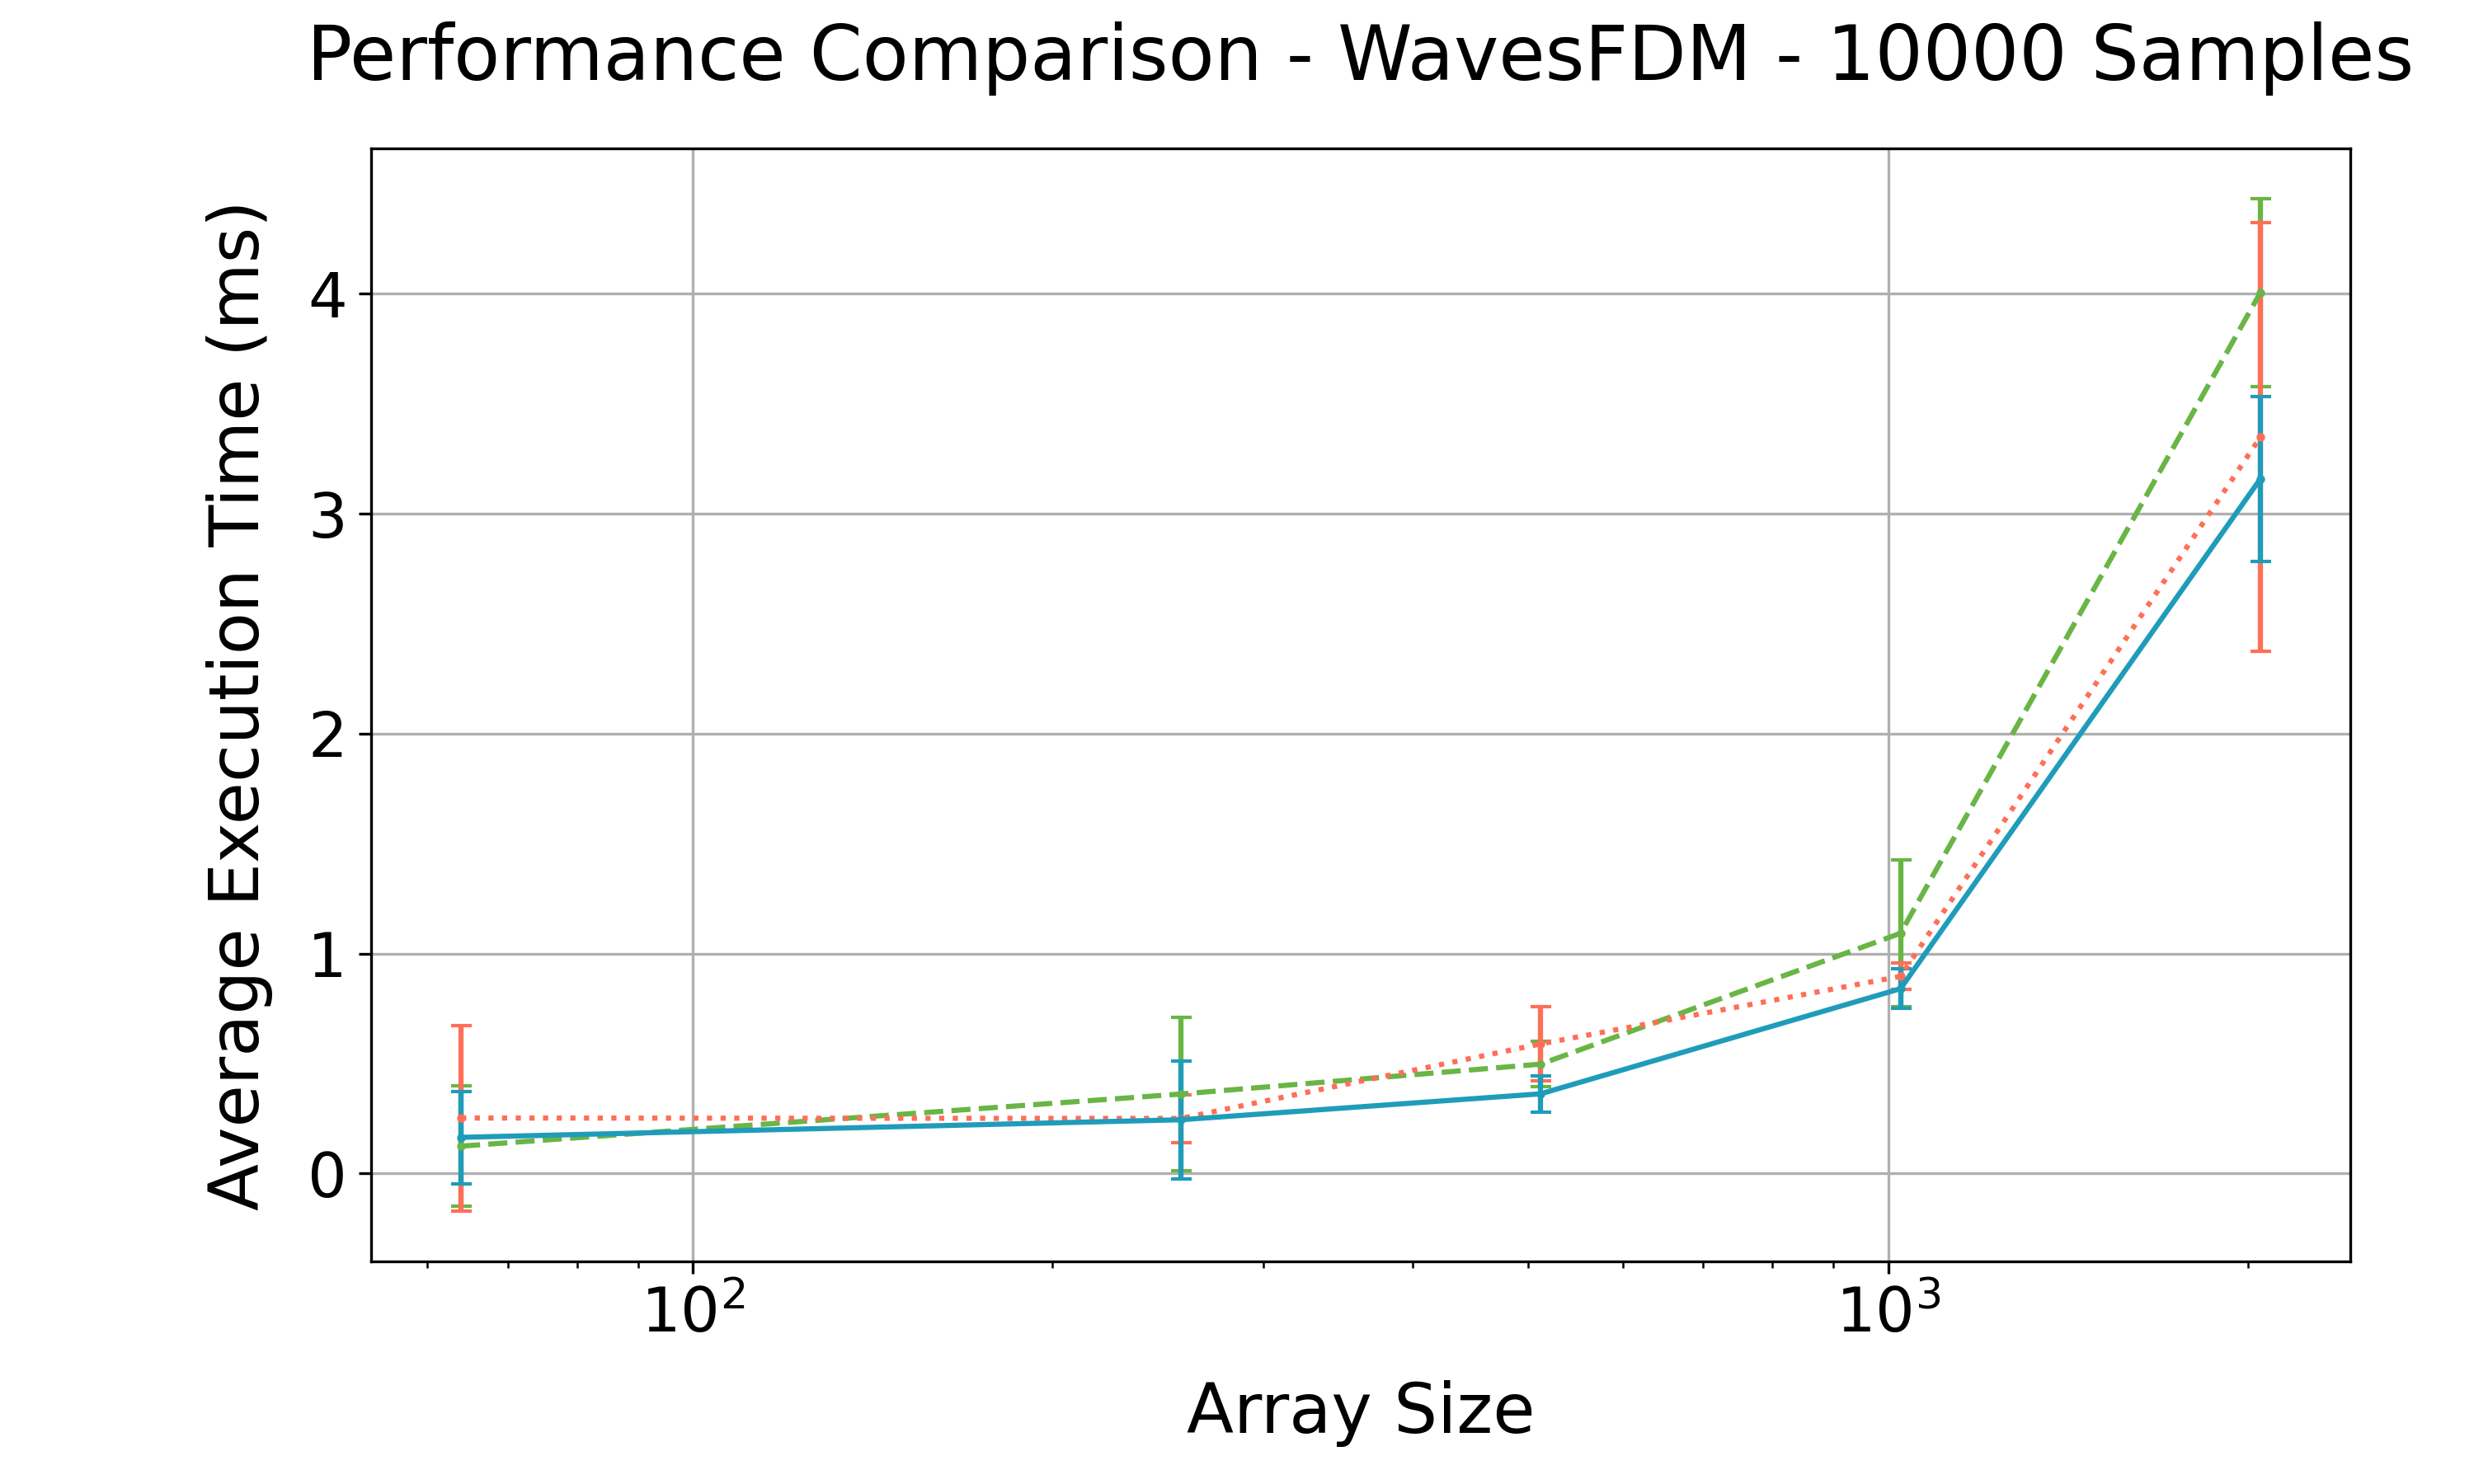 Performance Comparison - WavesFDM - 10000 Samples
Average Execution Time (ms)
4
3
2
1
0
10²
10³
Array Size